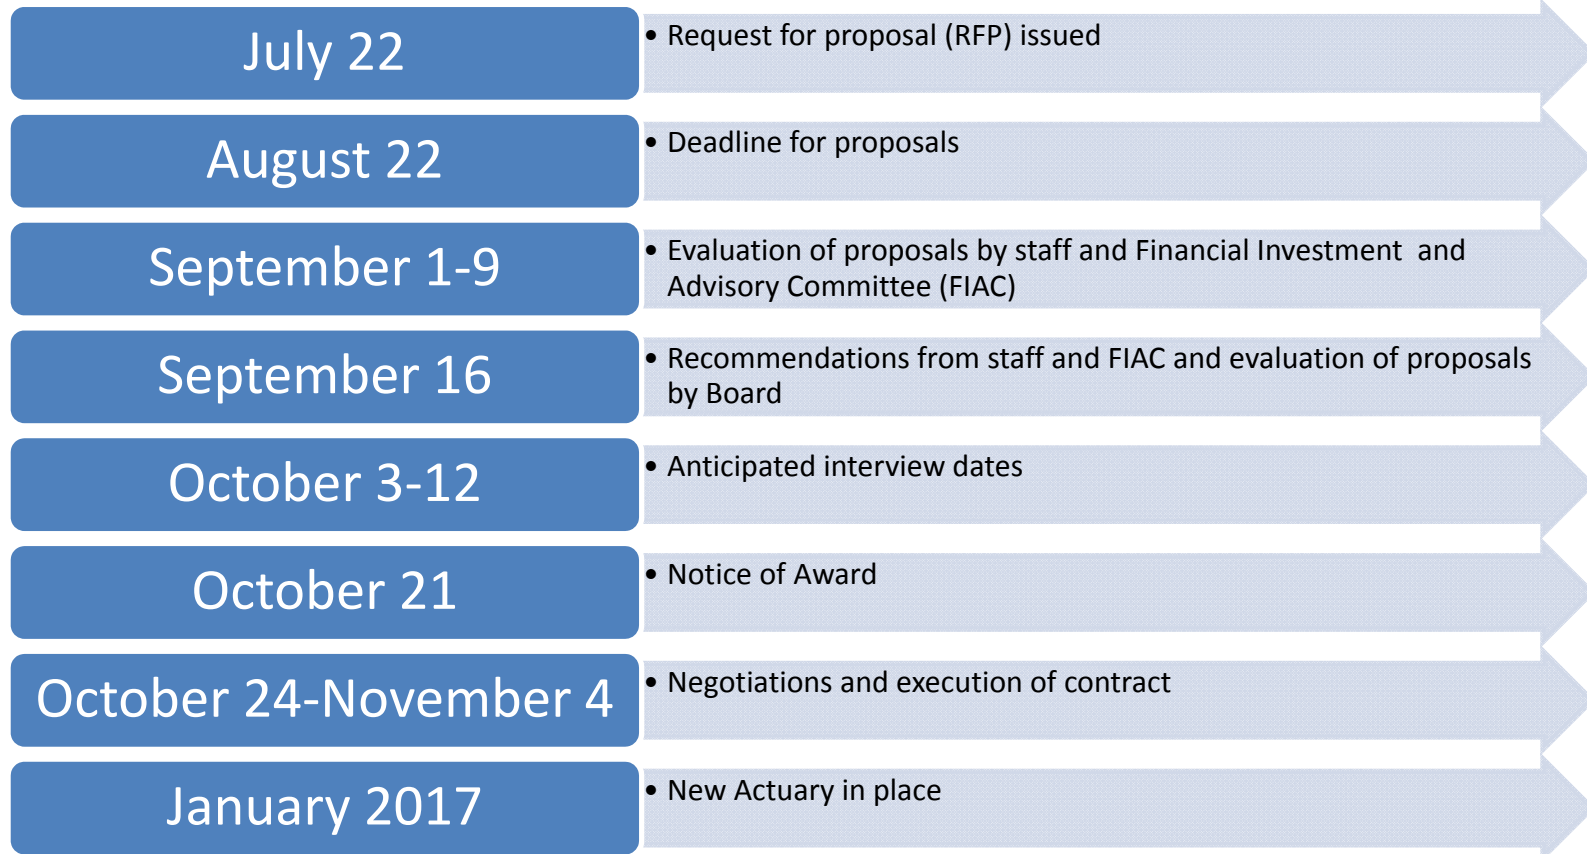 July 22
• Request for proposal (RFP) issued
August 22
• Deadline for proposals
September 1-9
• Evaluation of proposals by staff and Financial Investment  and
Advisory Committee (FIAC)
September 16
• Recommendations from staff and FIAC and evaluation of proposals
by Board
October 3-12
• Anticipated interview dates
October 21
• Notice of Award
October 24-November 4
• Negotiations and execution of contract
January 2017
• New Actuary in place